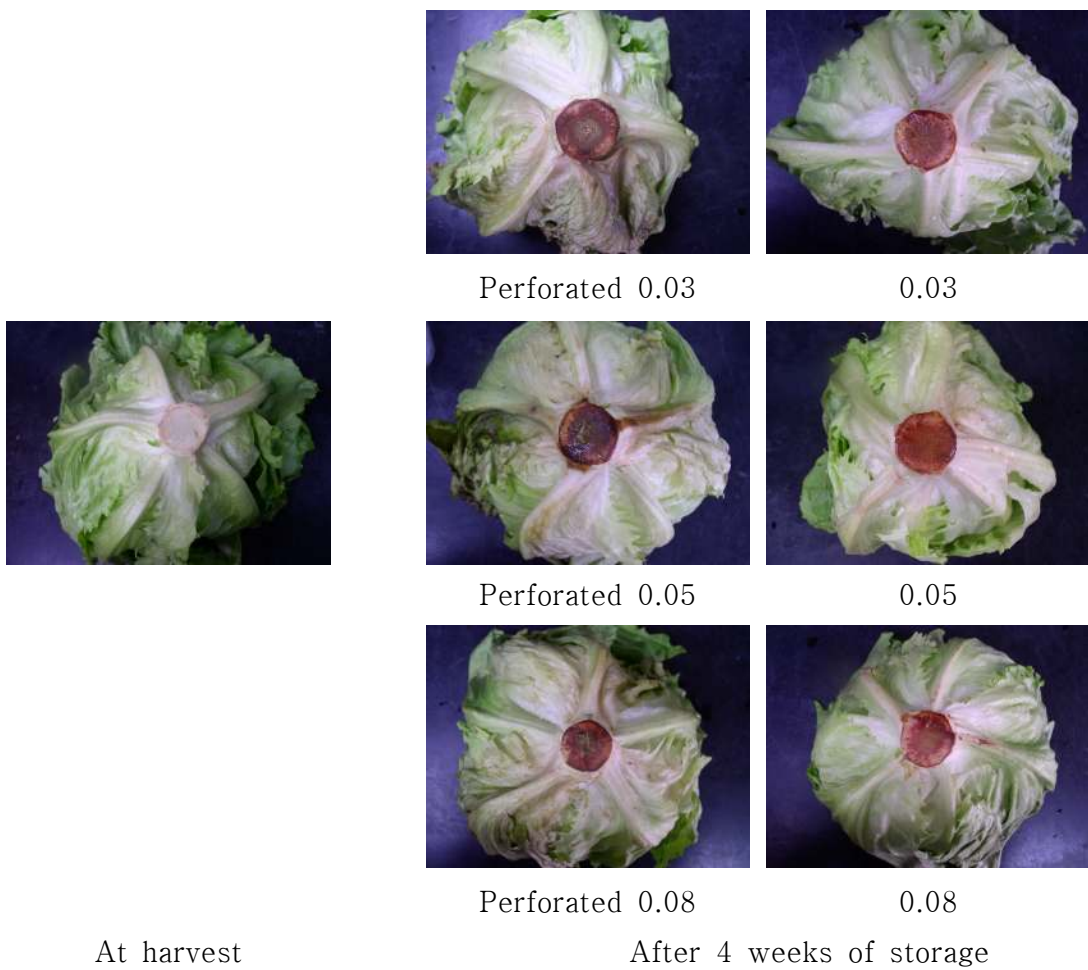 Perforated 0.03
0.03
Perforated 0.05
0.05
Perforated 0.08
0.08
At harvest
After 4 weeks of storage